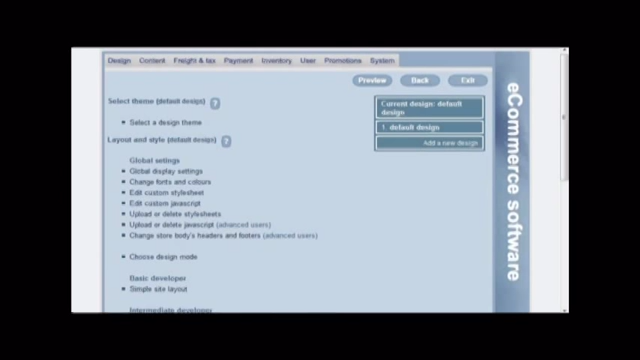 Design Content Freight & tax Payment Inventory User Promotions System
Preview Back Exit
Select theme (default design) ?
Select a design theme
Layout and style (default design) ?
Global setings
Global display settings
Change fonts and colours
Edit custom stylesheet
Edit custom javascript
Upload or delete stylesheets
Upload or delete javascript (advanced users)
Change store body's headers and footers (advanced users)
Choose design mode
Basic developer
Simple site layout
Intermediate developer
Current design: default
design
1. default design
Add a new design
eCommerce software